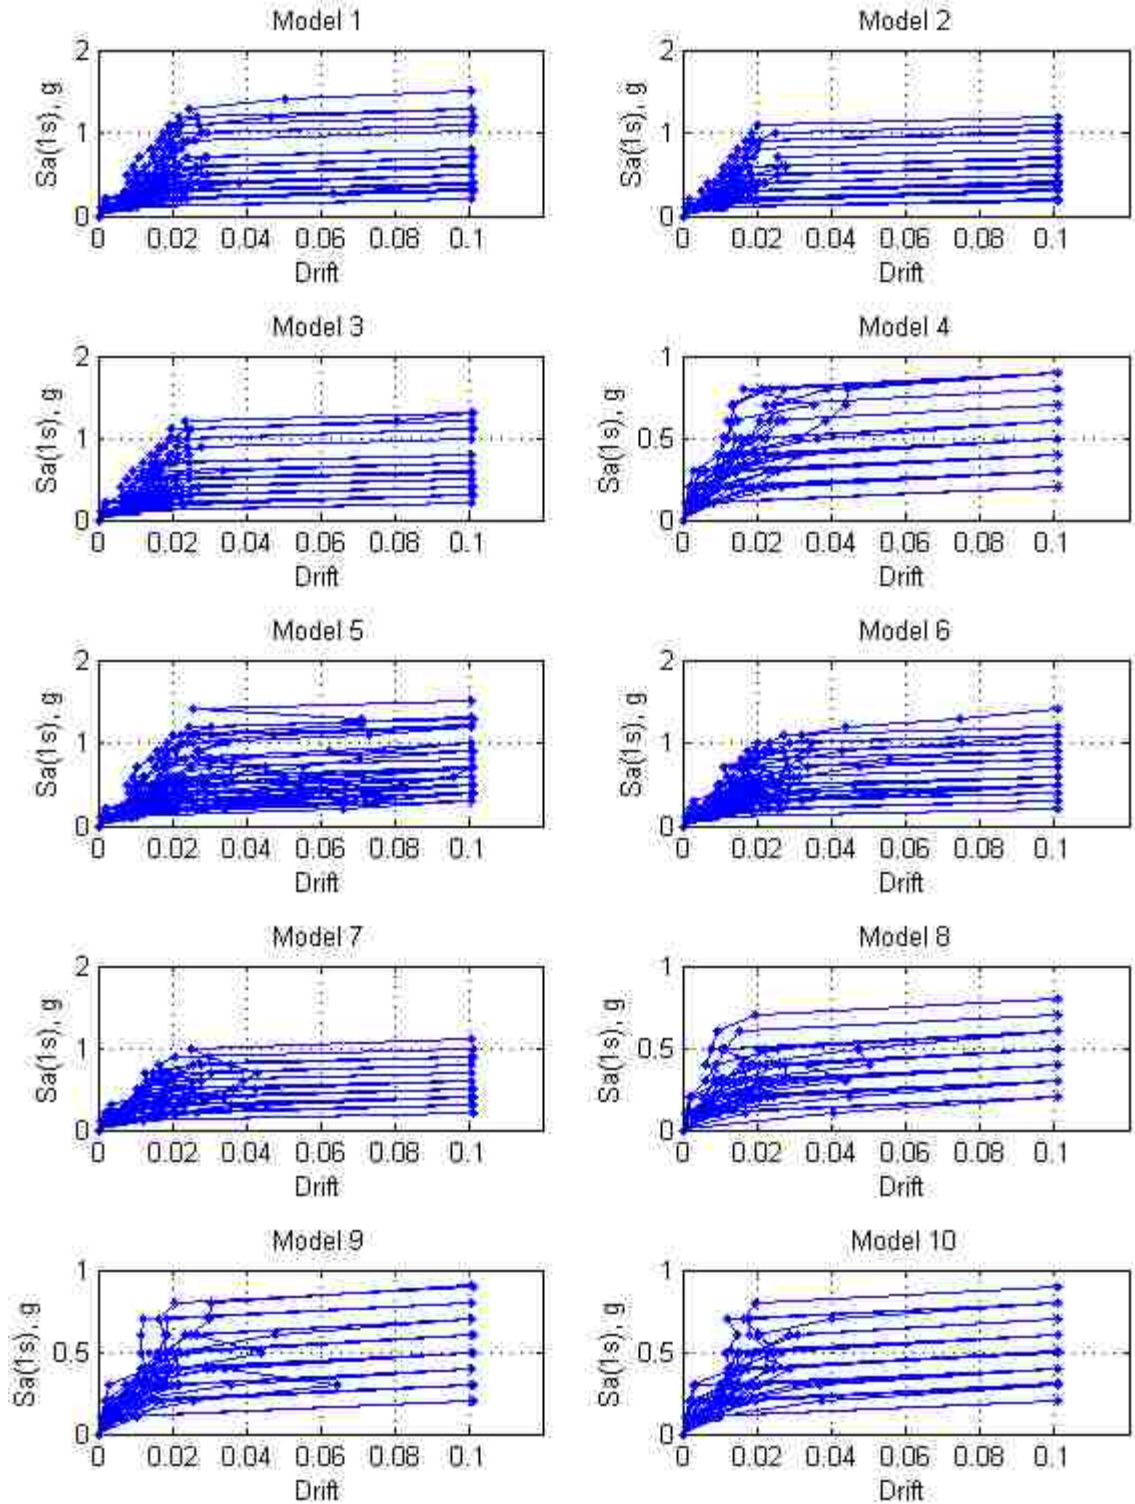 Model 1
2
1
0
Sa(1s), g
0 0.02 0.04 0.06 0.08 0.1
Drift
Model 2
2
1
0
Sa(1s), g
0 0.02 0.04 0.06 0.08 0.1
Drift
Model 3
2
1
0
Sa(1s), g
0 0.02 0.04 0.06 0.08 0.1
Drift
Model 4
1
0.5
0
Sa(1s), g
0 0.02 0.04 0.06 0.08 0.1
Drift
Model 5
2
1
0
Sa(1s), g
0 0.02 0.04 0.06 0.08 0.1
Drift
Model 6
2
1
0
Sa(1s), g
0 0.02 0.04 0.06 0.08 0.1
Drift
Model 7
2
1
0
Sa(1s), g
0 0.02 0.04 0.06 0.08 0.1
Drift
Model 8
1
0.5
0
Sa(1s), g
0 0.02 0.04 0.06 0.08 0.1
Drift
Model 9
1
0.5
0
Sa(1s), g
0 0.02 0.04 0.06 0.08 0.1
Drift
Model 10
1
0.5
0
Sa(1s), g
0 0.02 0.04 0.06 0.08 0.1
Drift